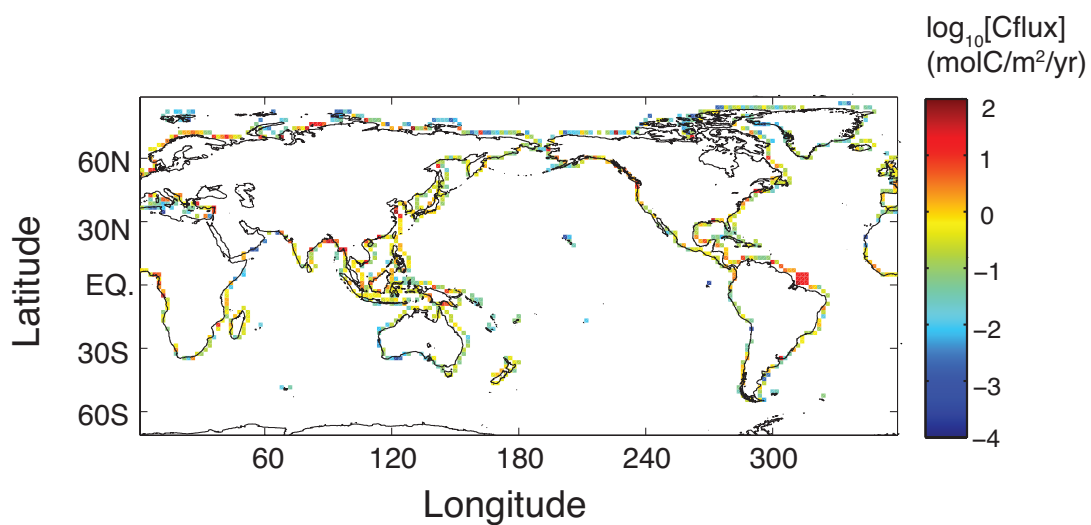 log10[Cflux]
(molC/m²/yr)
2
1
0
−1
−2
−3
−4
60N
30N
EQ.
30S
60S
Latitude
60 120 180 240 300
Longitude